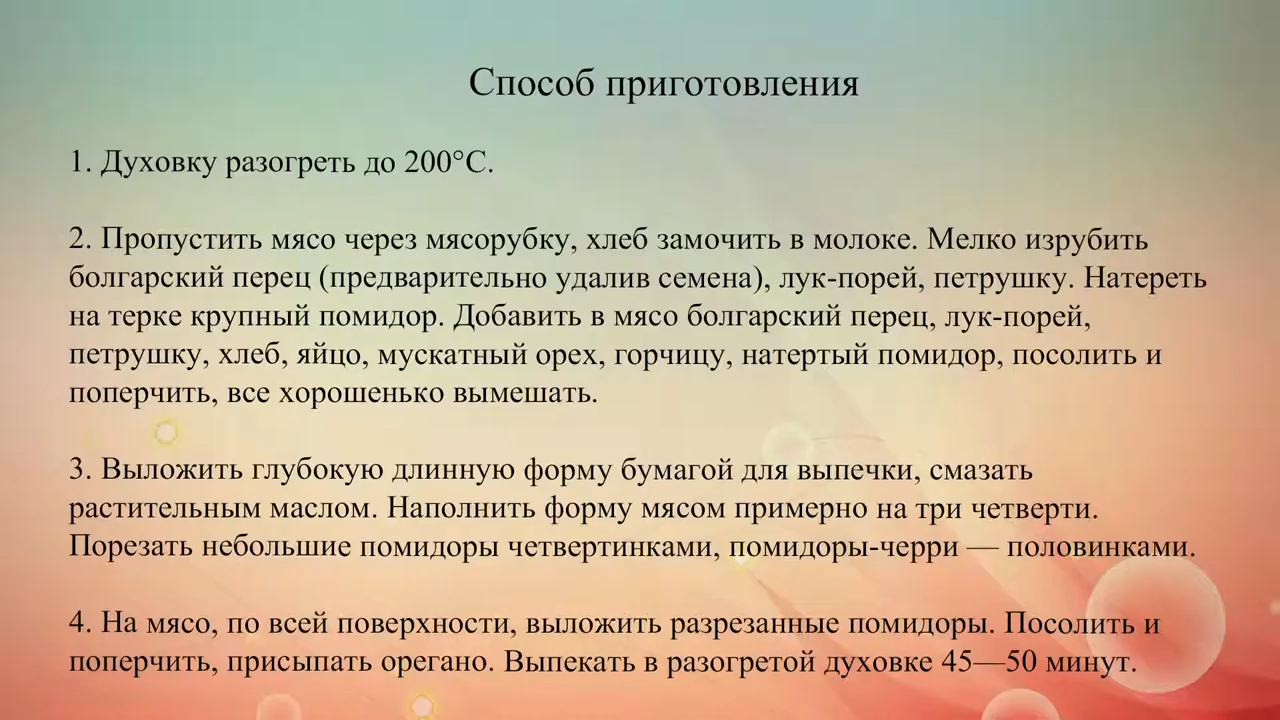 Способ приготовления
1. Духовку разогреть до 200°С.
2. Пропустить мясо через мясорубку, хлеб замочить в молоке. Мелко изрубить
болгарский перец (предварительно удалив семена), лук-порей, петрушку. Натереть
на терке крупный помидор. Добавить в мясо болгарский перец, лук-порей,
петрушку, хлеб, яйцо, мускатный орех, горчицу, натертый помидор, посолить и
поперчить, все хорошенько вымешать.
3. Выложить глубокую длинную форму бумагой для выпечки, смазать
растительным маслом. Наполнить форму мясом примерно на три четверти.
Порезать небольшие помидоры четвертинками, помидоры-черри — половинками.
4. На мясо, по всей поверхности, выложить разрезанные помидоры. Посолить и
поперчить, присыпать орегано. Выпекать в разогретой духовке 45—50 минут.